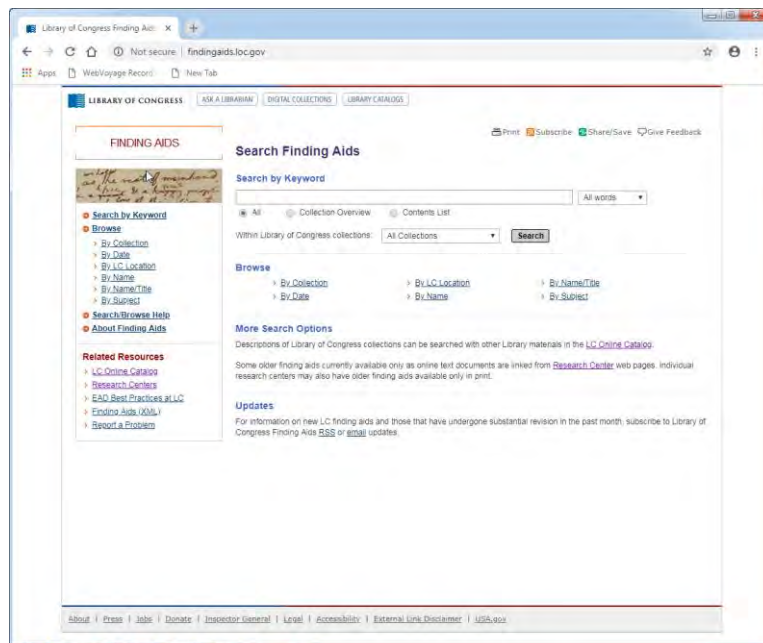 Library of Congress Finding Aid
Not secure | findingaids.loc.gov
Apps WebVoyage Record New Tab
LIBRARY OF CONGRESS ASK A LIBRARIAN DIGITAL COLLECTIONS LIBRARY CATALOGS
Print Subscribe Share/Save Give Feedback
FINDING AIDS
Search by Keyword
Browse
By Collection
By Date
By LC Location
By Name
By Name/Title
By Subject
Search/Browse Help
About Finding Aids
Related Resources
LC Online Catalog
Research Centers
EAD Best Practices at LC
Finding Aids (XML)
Report a Problem
Search Finding Aids
Search by Keyword
All words
All Collection Overview Contents List
Within Library of Congress collections: All Collections Search
Browse
By Collection By LC Location By Name/Title
By Date By Name By Subject
More Search Options
Descriptions of Library of Congress collections can be searched with other Library materials in the LC Online Catalog.
Some older finding aids currently available only as online text documents are linked from Research Center web pages. Individual
research centers may also have older finding aids available only in print.
Updates
For information on new LC finding aids and those that have undergone substantial revision in the past month, subscribe to Library of
Congress Finding Aids RSS or email updates.
About | Press | Jobs | Donate | Inspector General | Legal | Accessibility | External Link Disclaimer | USA.gov